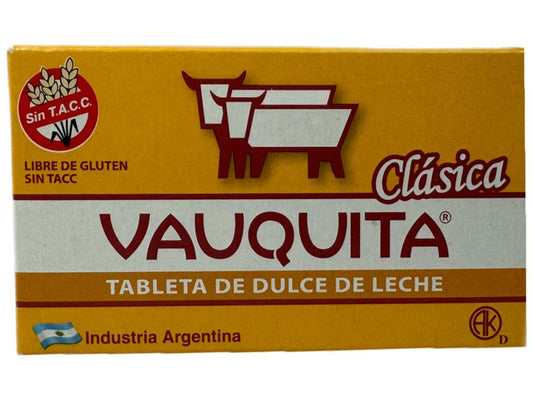 Sin T.A.C.C.
LIBRE DE GLUTEN
SIN TACC
Clásica
VAUQUITA®
TABLETA DE DULCE DE LECHE
Industria Argentina
AK
D